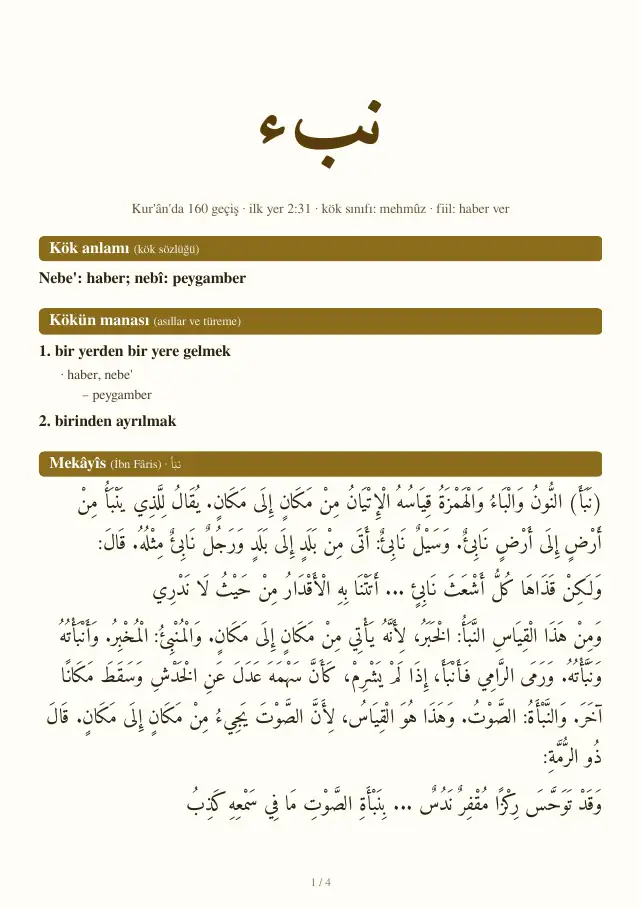 نبء
Kur'ân'da 160 geçiş · ilk yer 2:31 · kök sınıfı: mehmûz · fiil: haber ver
Kök anlamı (kök sözlüğü)
Nebe': haber; nebî: peygamber
Kökün manası (asıllar ve türeme)
1. bir yerden bir yere gelmek
· haber, nebe'
– peygamber
2. birinden ayrılmak
Mekâyîs (İbn Fâris) · نبأ
(نَبَأَ) النُّونُ وَالْبَاءُ وَالْهَمْزَةُ قِيَاسُهُ الْإِتْيَانُ مِنْ مَكَانٍ إِلَى مَكَانٍ. يُقَالُ لِلَّذِي يَنْبَأُ مِنْ
أَرْضٍ إِلَى أَرْضٍ نَابِئٌ. وَسَيْلٌ نَابِئٌ: أَتَى مِنْ بَلَدٍ إِلَى بَلَدٍ وَرَجُلٌ نَابِئٌ مِثْلُهُ. قَالَ:
وَلَكِنْ قَذَاهَا كُلُّ أَشْعَثَ نَابِئٍ ... أَتَتْنَا بِهِ الْأَقْدَارُ مِنْ حَيْثُ لَا نَدْرِي
وَمِنْ هَذَا الْقِيَاسِ النَّبَأُ: الْخَبَرُ، لِأَنَّهُ يَأْتِي مِنْ مَكَانٍ إِلَى مَكَانٍ. وَالْمُنْبِئُ: الْمُخْبِرُ. وَأَنْبَأْتُهُ
وَنَبَّأْتُهُ. وَرَمَى الرَّامِي فَأَنْبَأَ، إِذَا لَمْ يَشْرِمْ، كَأَنَّ سَهْمَهُ عَدَلَ عَنِ الْخَدْشِ وَسَقَطَ مَكَانًا
آخَرَ. وَالنَّبْأَةُ: الصَّوْتُ. وَهَذَا هُوَ الْقِيَاسُ، لِأَنَّ الصَّوْتَ يَجِيءُ مِنْ مَكَانٍ إِلَى مَكَانٍ. قَالَ
ذُو الرُّمَّةِ:
وَقَدْ تَوَجَّسَ رِكْزًا مُقْفِرٌ نَدُسٌ ... بِنَبْأَةِ الصَّوْتِ مَا فِي سَمْعِهِ كَذِبُ
1 / 4